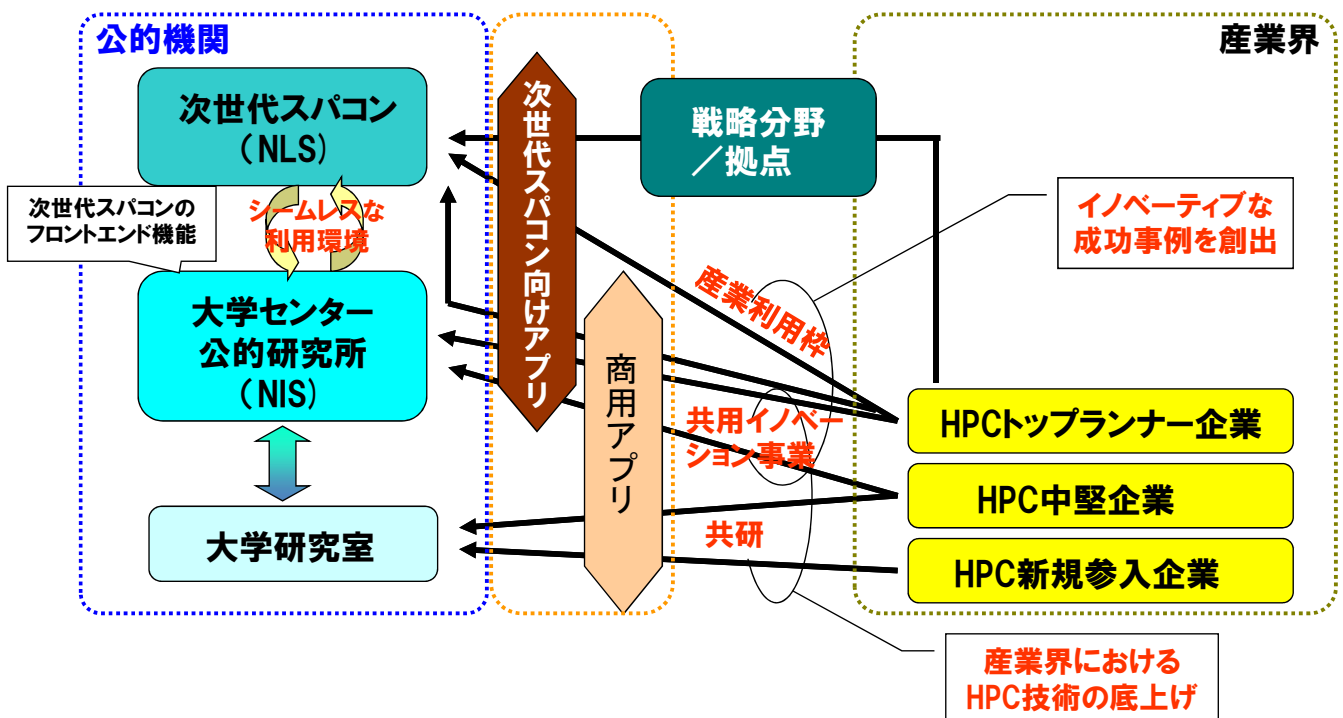 公的機関
産業界
次世代スパコン
(NLS)
戦略分野
／拠点
次世代スパコン向けアプリ
次世代スパコンの
フロントエンド機能
シームレスな
利用環境
イノベーティブな
成功事例を創出
大学センター
公的研究所
(NIS)
産業利用枠
商用アプリ
共用イノベー
ション事業
HPCトップランナー企業
HPC中堅企業
大学研究室
共研
HPC新規参入企業
産業界における
HPC技術の底上げ